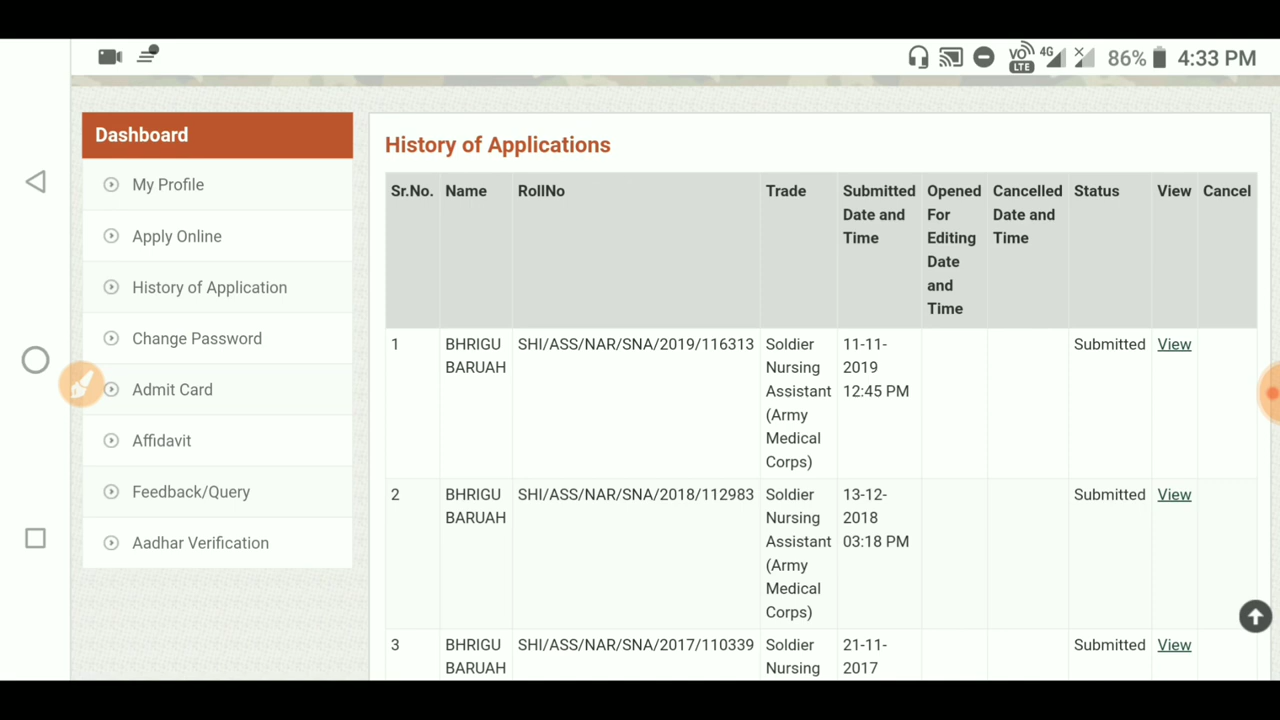 VO LTE 4G 86% 4:33 PM
Dashboard
My Profile
Apply Online
History of Application
Change Password
Admit Card
Affidavit
Feedback/Query
Aadhar Verification
History of Applications
Sr.No. Name RollNo Trade Submitted Opened Cancelled Status View Cancel
Date and For Date and
Time Editing Time
Date
and
Time
1 BHRIGU SHI/ASS/NAR/SNA/2019/116313 Soldier 11-11- Submitted View
BARUAH Nursing 2019
Assistant 12:45 PM
(Army
Medical
Corps)
2 BHRIGU SHI/ASS/NAR/SNA/2018/112983 Soldier 13-12- Submitted View
BARUAH Nursing 2018
Assistant 03:18 PM
(Army
Medical
Corps)
3 BHRIGU SHI/ASS/NAR/SNA/2017/110339 Soldier 21-11- Submitted View
BARUAH Nursing 2017